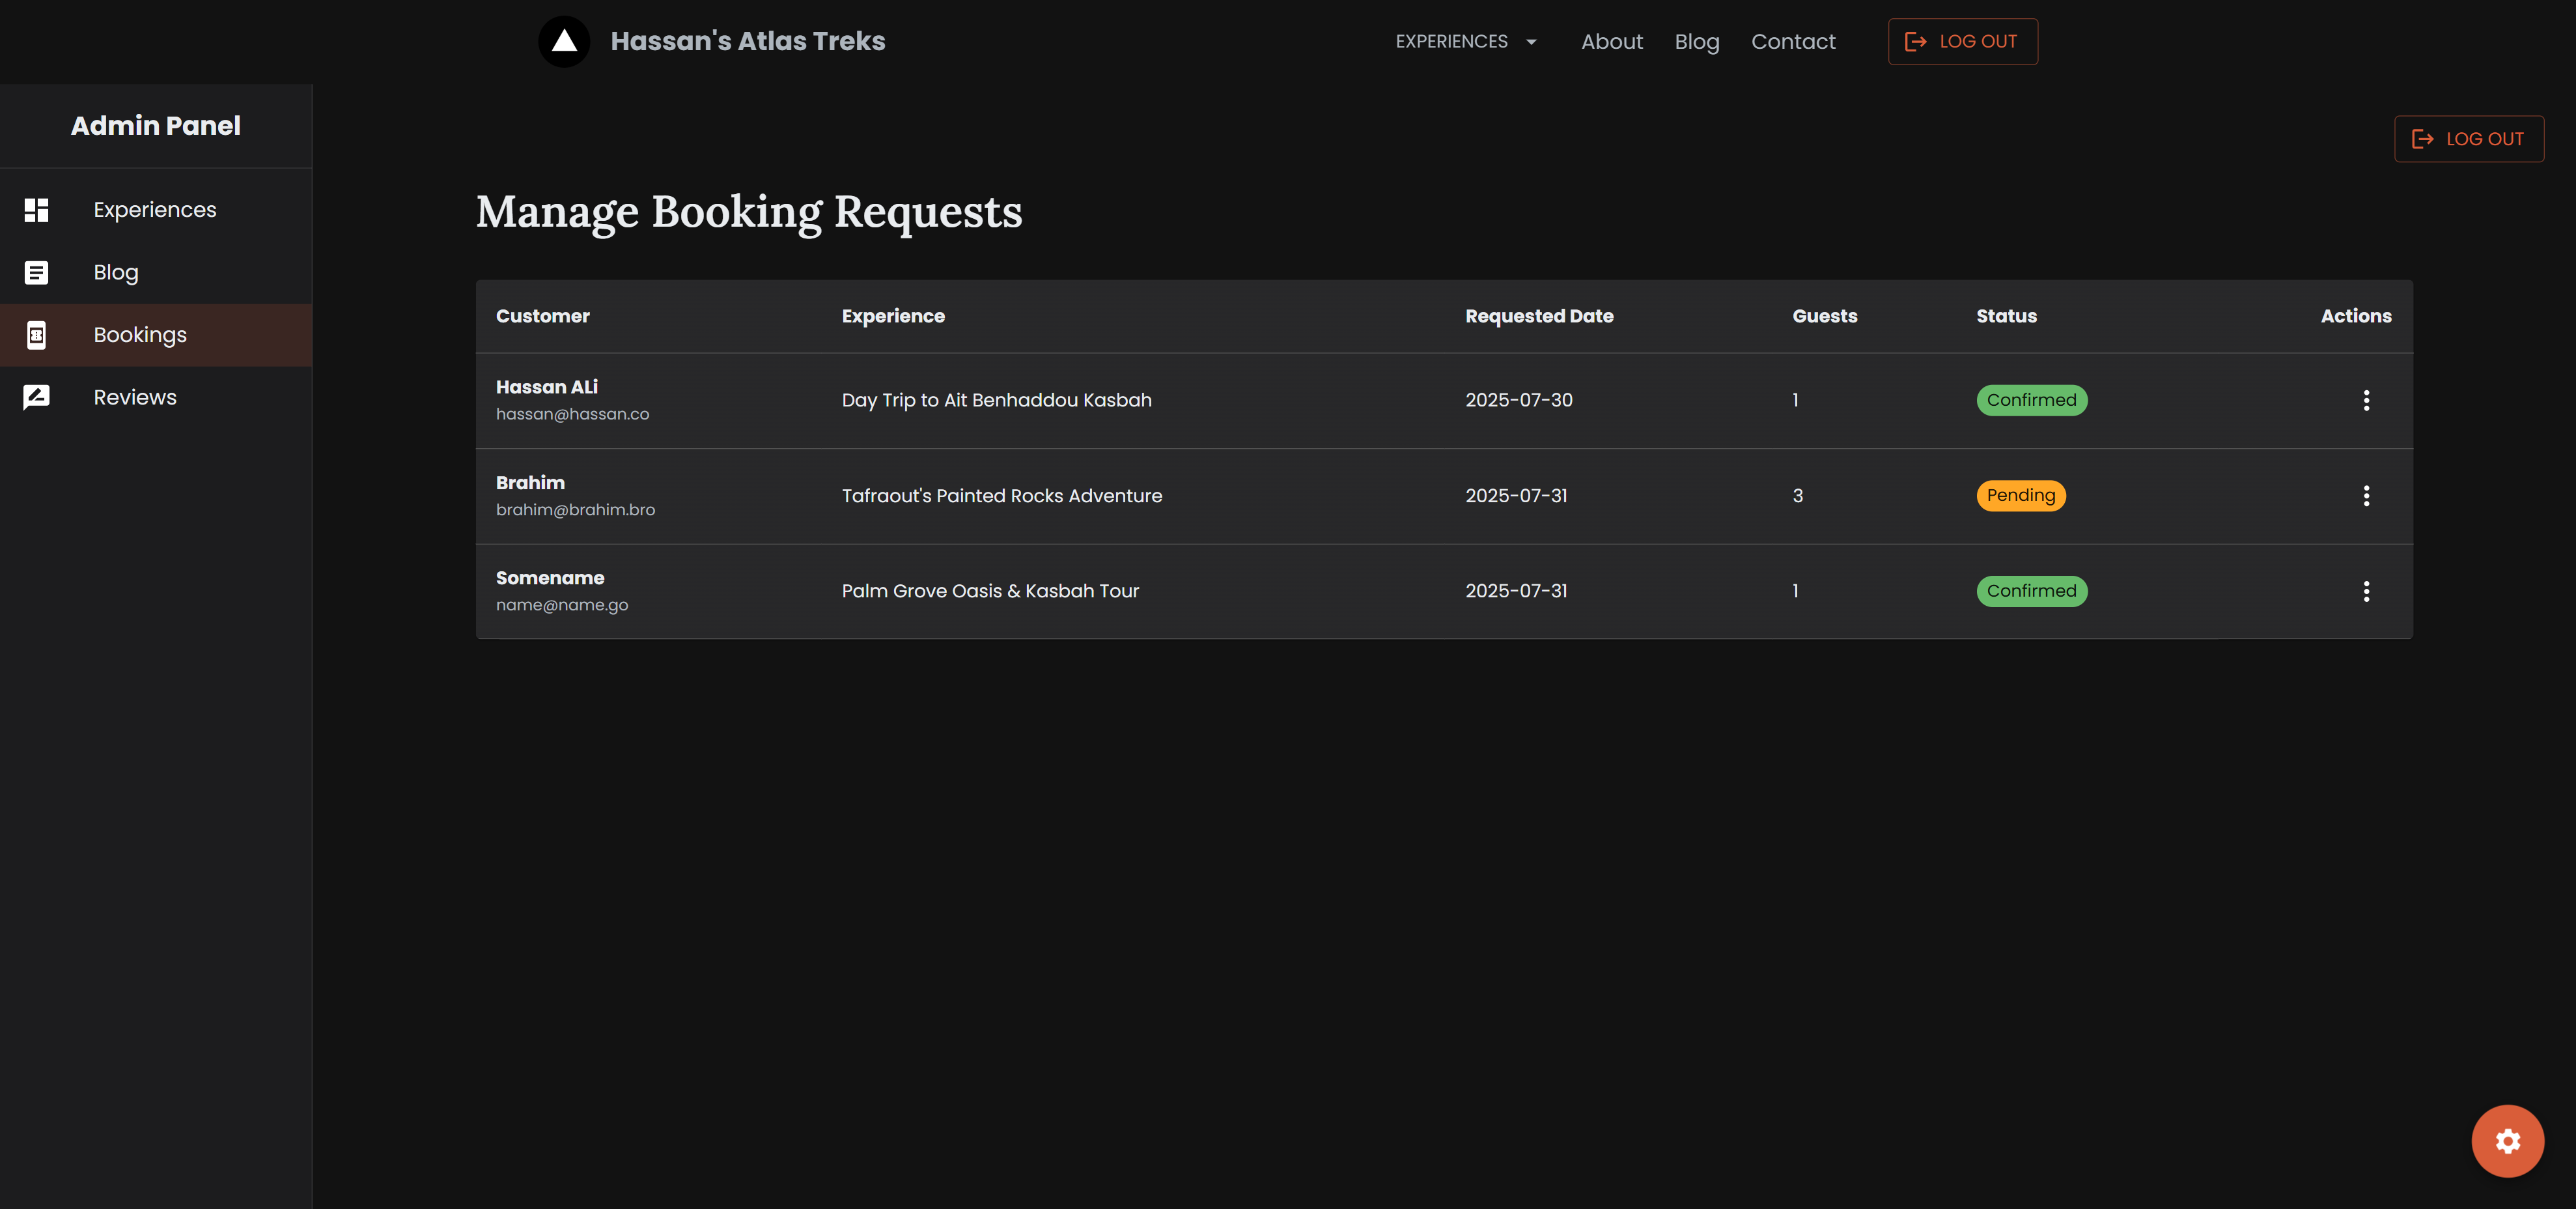 Hassan's Atlas Treks
EXPERIENCES
About
Blog
Contact
LOG OUT
Admin Panel
Experiences
Blog
Bookings
Reviews
LOG OUT
Manage Booking Requests
Customer Experience Requested Date Guests Status Actions
Hassan ALi
hassan@hassan.co
Day Trip to Ait Benhaddou Kasbah
2025-07-30
1
Confirmed
Brahim
brahim@brahim.bro
Tafraout's Painted Rocks Adventure
2025-07-31
3
Pending
Somename
name@name.go
Palm Grove Oasis & Kasbah Tour
2025-07-31
1
Confirmed